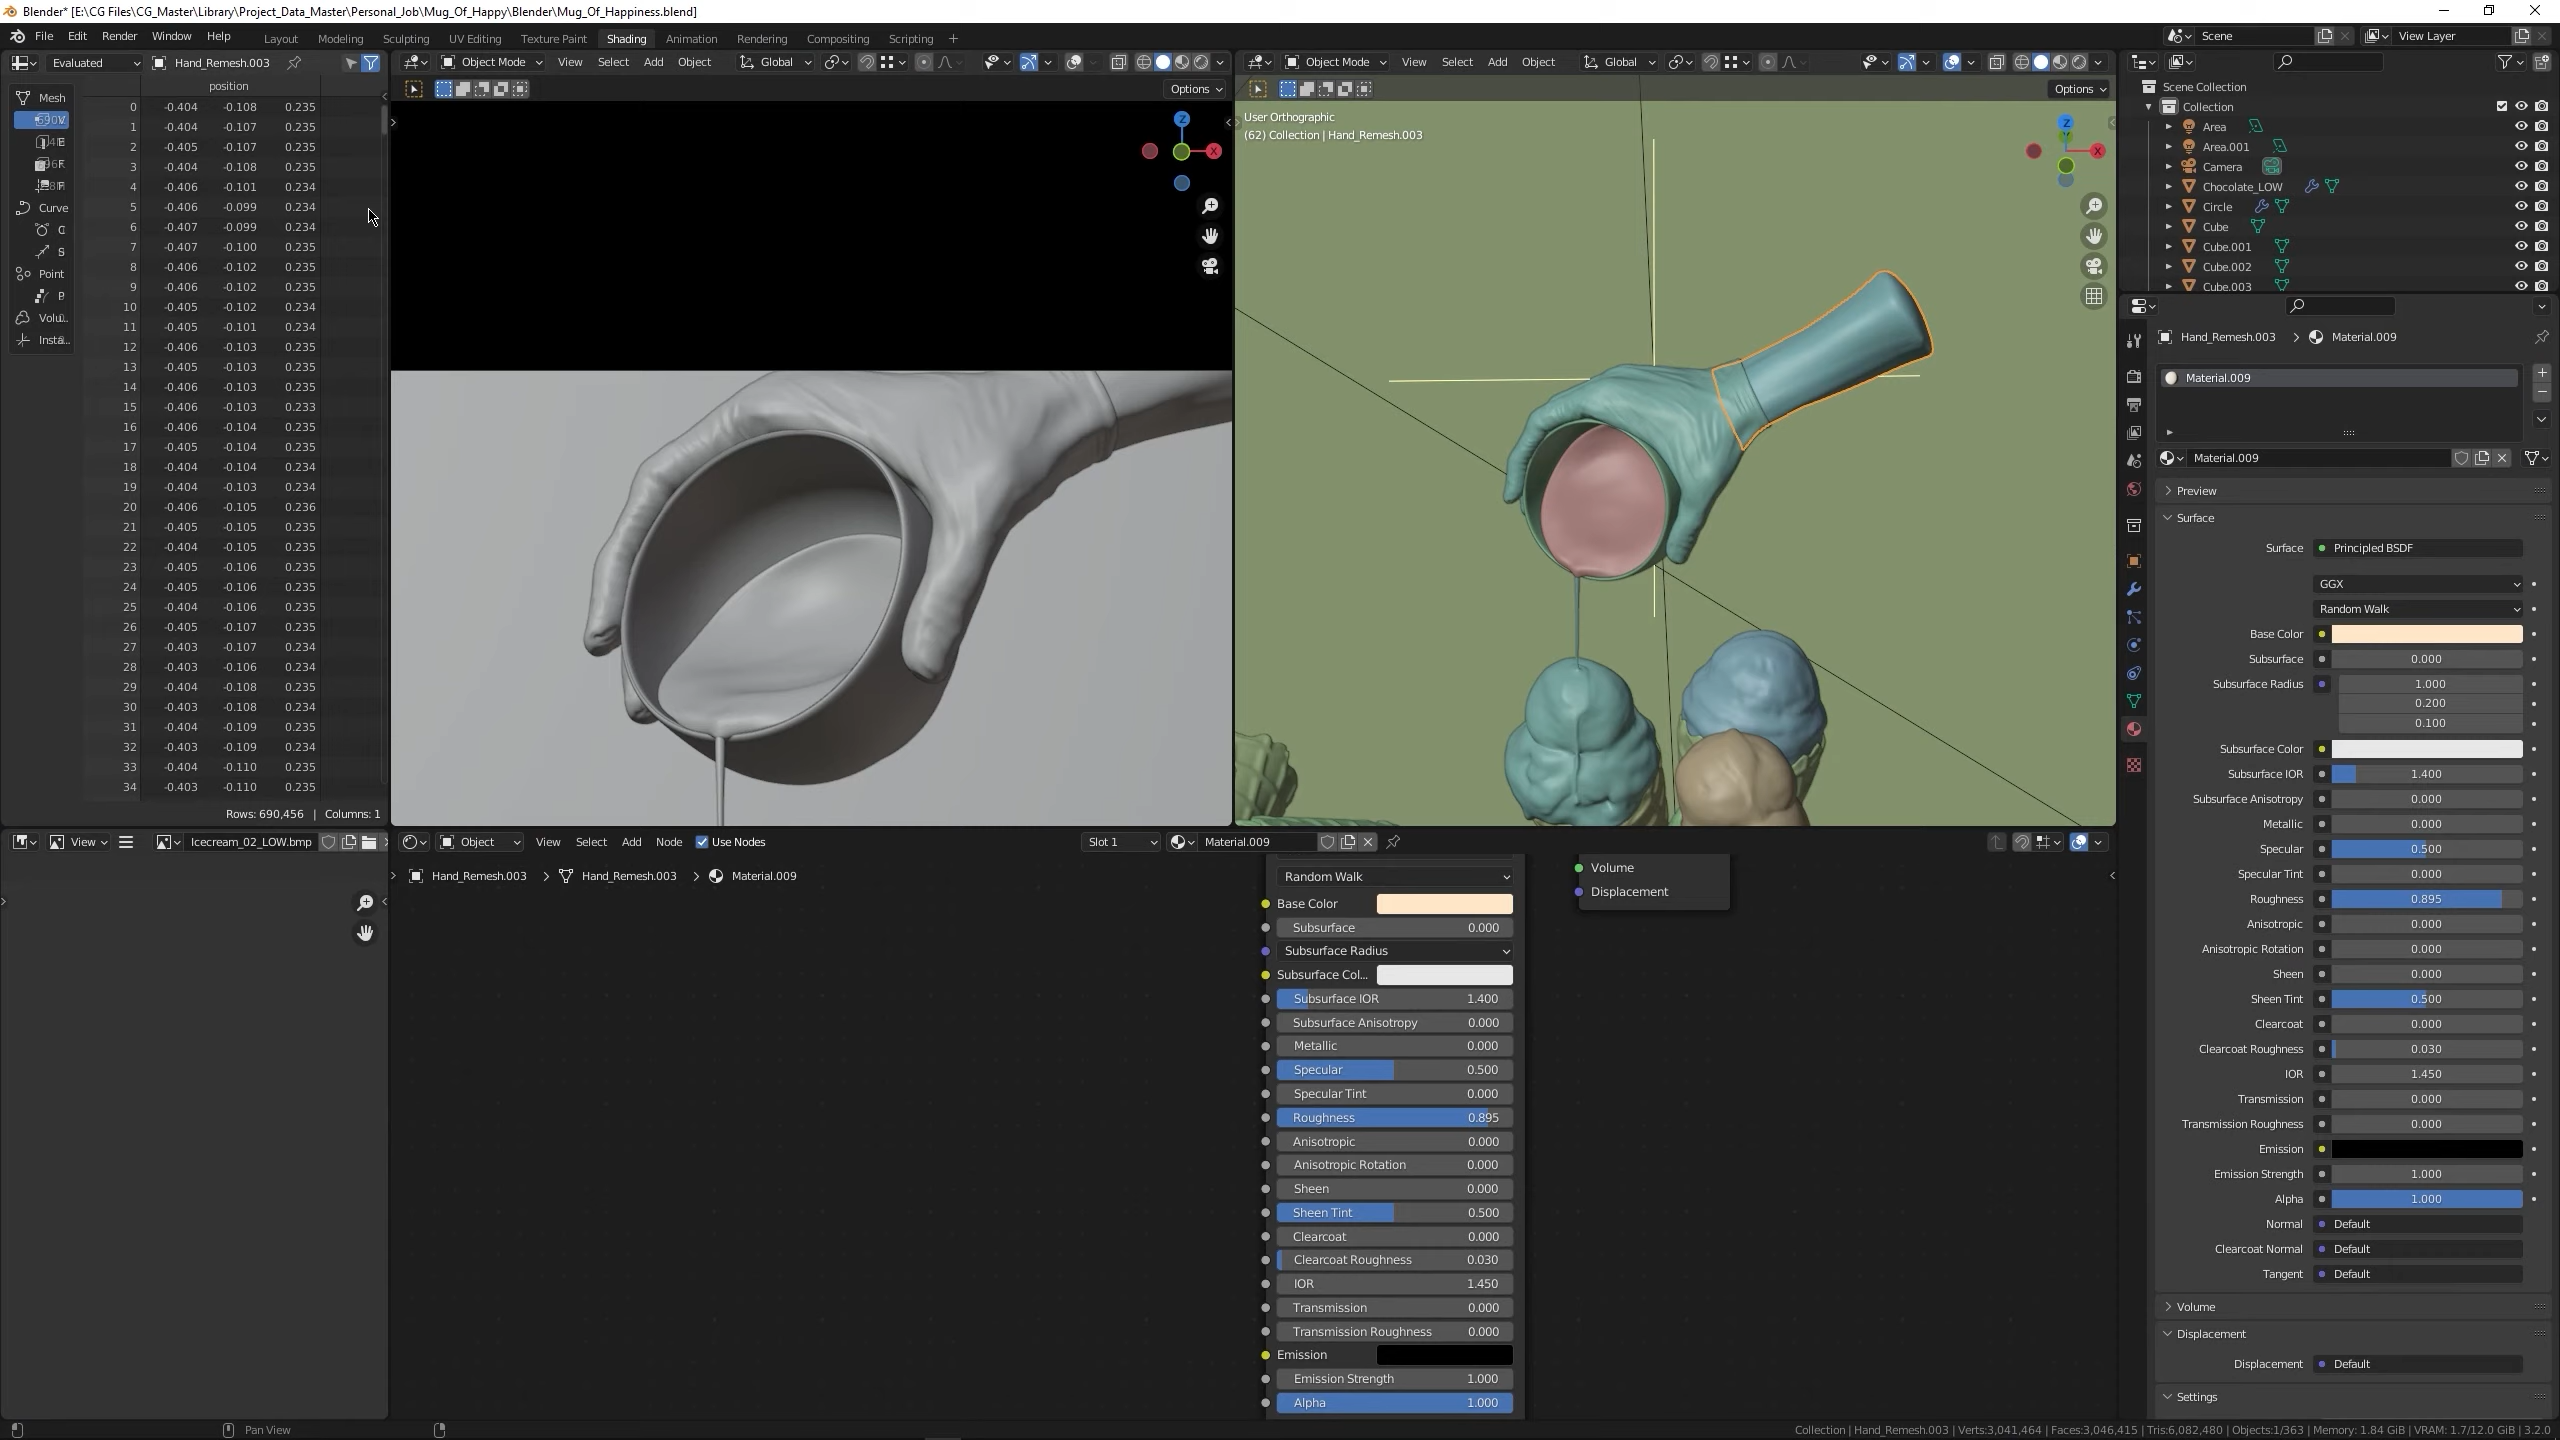 Blender* [E:\CG Files\CG_Master\Library\Project_Data_Master\Personal_Job\Mug_Of_Happy\Blender\Mug_Of_Happiness.blend]
File Edit Render Window Help Layout Modeling Sculpting UV Editing Texture Paint Shading Animation Rendering Compositing Scripting + Scene View Layer
Evaluated Hand_Remesh.003
Object Mode View Select Add Object Global
Object Mode View Select Add Object Global
Options
Options
position
Mesh
Curve
Point
Volu..
Insta..
0 -0.404 -0.108 0.235
1 -0.404 -0.107 0.235
2 -0.405 -0.107 0.235
3 -0.404 -0.108 0.235
4 -0.406 -0.101 0.234
5 -0.406 -0.099 0.234
6 -0.407 -0.099 0.234
7 -0.407 -0.100 0.235
8 -0.406 -0.102 0.235
9 -0.406 -0.102 0.235
10 -0.405 -0.102 0.234
11 -0.405 -0.101 0.234
12 -0.406 -0.103 0.235
13 -0.405 -0.103 0.235
14 -0.406 -0.103 0.235
15 -0.406 -0.103 0.233
16 -0.406 -0.104 0.235
17 -0.405 -0.104 0.235
18 -0.404 -0.104 0.234
19 -0.404 -0.103 0.234
20 -0.406 -0.105 0.236
21 -0.405 -0.105 0.235
22 -0.404 -0.105 0.235
23 -0.405 -0.106 0.235
24 -0.405 -0.106 0.235
25 -0.404 -0.106 0.235
26 -0.405 -0.107 0.235
27 -0.403 -0.107 0.234
28 -0.403 -0.106 0.234
29 -0.404 -0.108 0.235
30 -0.403 -0.108 0.234
31 -0.404 -0.109 0.235
32 -0.403 -0.109 0.234
33 -0.404 -0.110 0.235
34 -0.403 -0.110 0.235
Rows: 690,456 | Columns: 1
Z
X
User Orthographic
(62) Collection | Hand_Remesh.003
Z
X
Scene Collection
Collection
Area
Area.001
Camera
Chocolate_LOW
Circle
Cube
Cube.001
Cube.002
Cube.003
Hand_Remesh.003 > Material.009
Material.009
Material.009
Preview
Surface
Surface Principled BSDF
GGX
Random Walk
Base Color
Subsurface 0.000
Subsurface Radius 1.000
0.200
0.100
Subsurface Color
Subsurface IOR 1.400
Subsurface Anisotropy 0.000
Metallic 0.000
Specular 0.500
Specular Tint 0.000
Roughness 0.895
Anisotropic 0.000
Anisotropic Rotation 0.000
Sheen 0.000
Sheen Tint 0.500
Clearcoat 0.000
Clearcoat Roughness 0.030
IOR 1.450
Transmission 0.000
Transmission Roughness 0.000
Emission
Emission Strength 1.000
Alpha 1.000
Normal Default
Clearcoat Normal Default
Tangent Default
Volume
Displacement
Displacement Default
Settings
View Icecream_02_LOW.bmp
Object View Select Add Node Use Nodes Slot 1 Material.009
Hand_Remesh.003 > Hand_Remesh.003 > Material.009
Random Walk
Base Color
Subsurface 0.000
Subsurface Radius
Subsurface Col...
Subsurface IOR 1.400
Subsurface Anisotropy 0.000
Metallic 0.000
Specular 0.500
Specular Tint 0.000
Roughness 0.895
Anisotropic 0.000
Anisotropic Rotation 0.000
Sheen 0.000
Sheen Tint 0.500
Clearcoat 0.000
Clearcoat Roughness 0.030
IOR 1.450
Transmission 0.000
Transmission Roughness 0.000
Emission
Emission Strength 1.000
Alpha 1.000
Volume
Displacement
Pan View
Collection | Hand_Remesh.003 | Verts:3,041,464 | Faces:3,046,415 | Tris:6,082,480 | Objects:1/363 | Memory: 1.84 GiB | VRAM: 1.7/12.0 GiB | 3.2.0